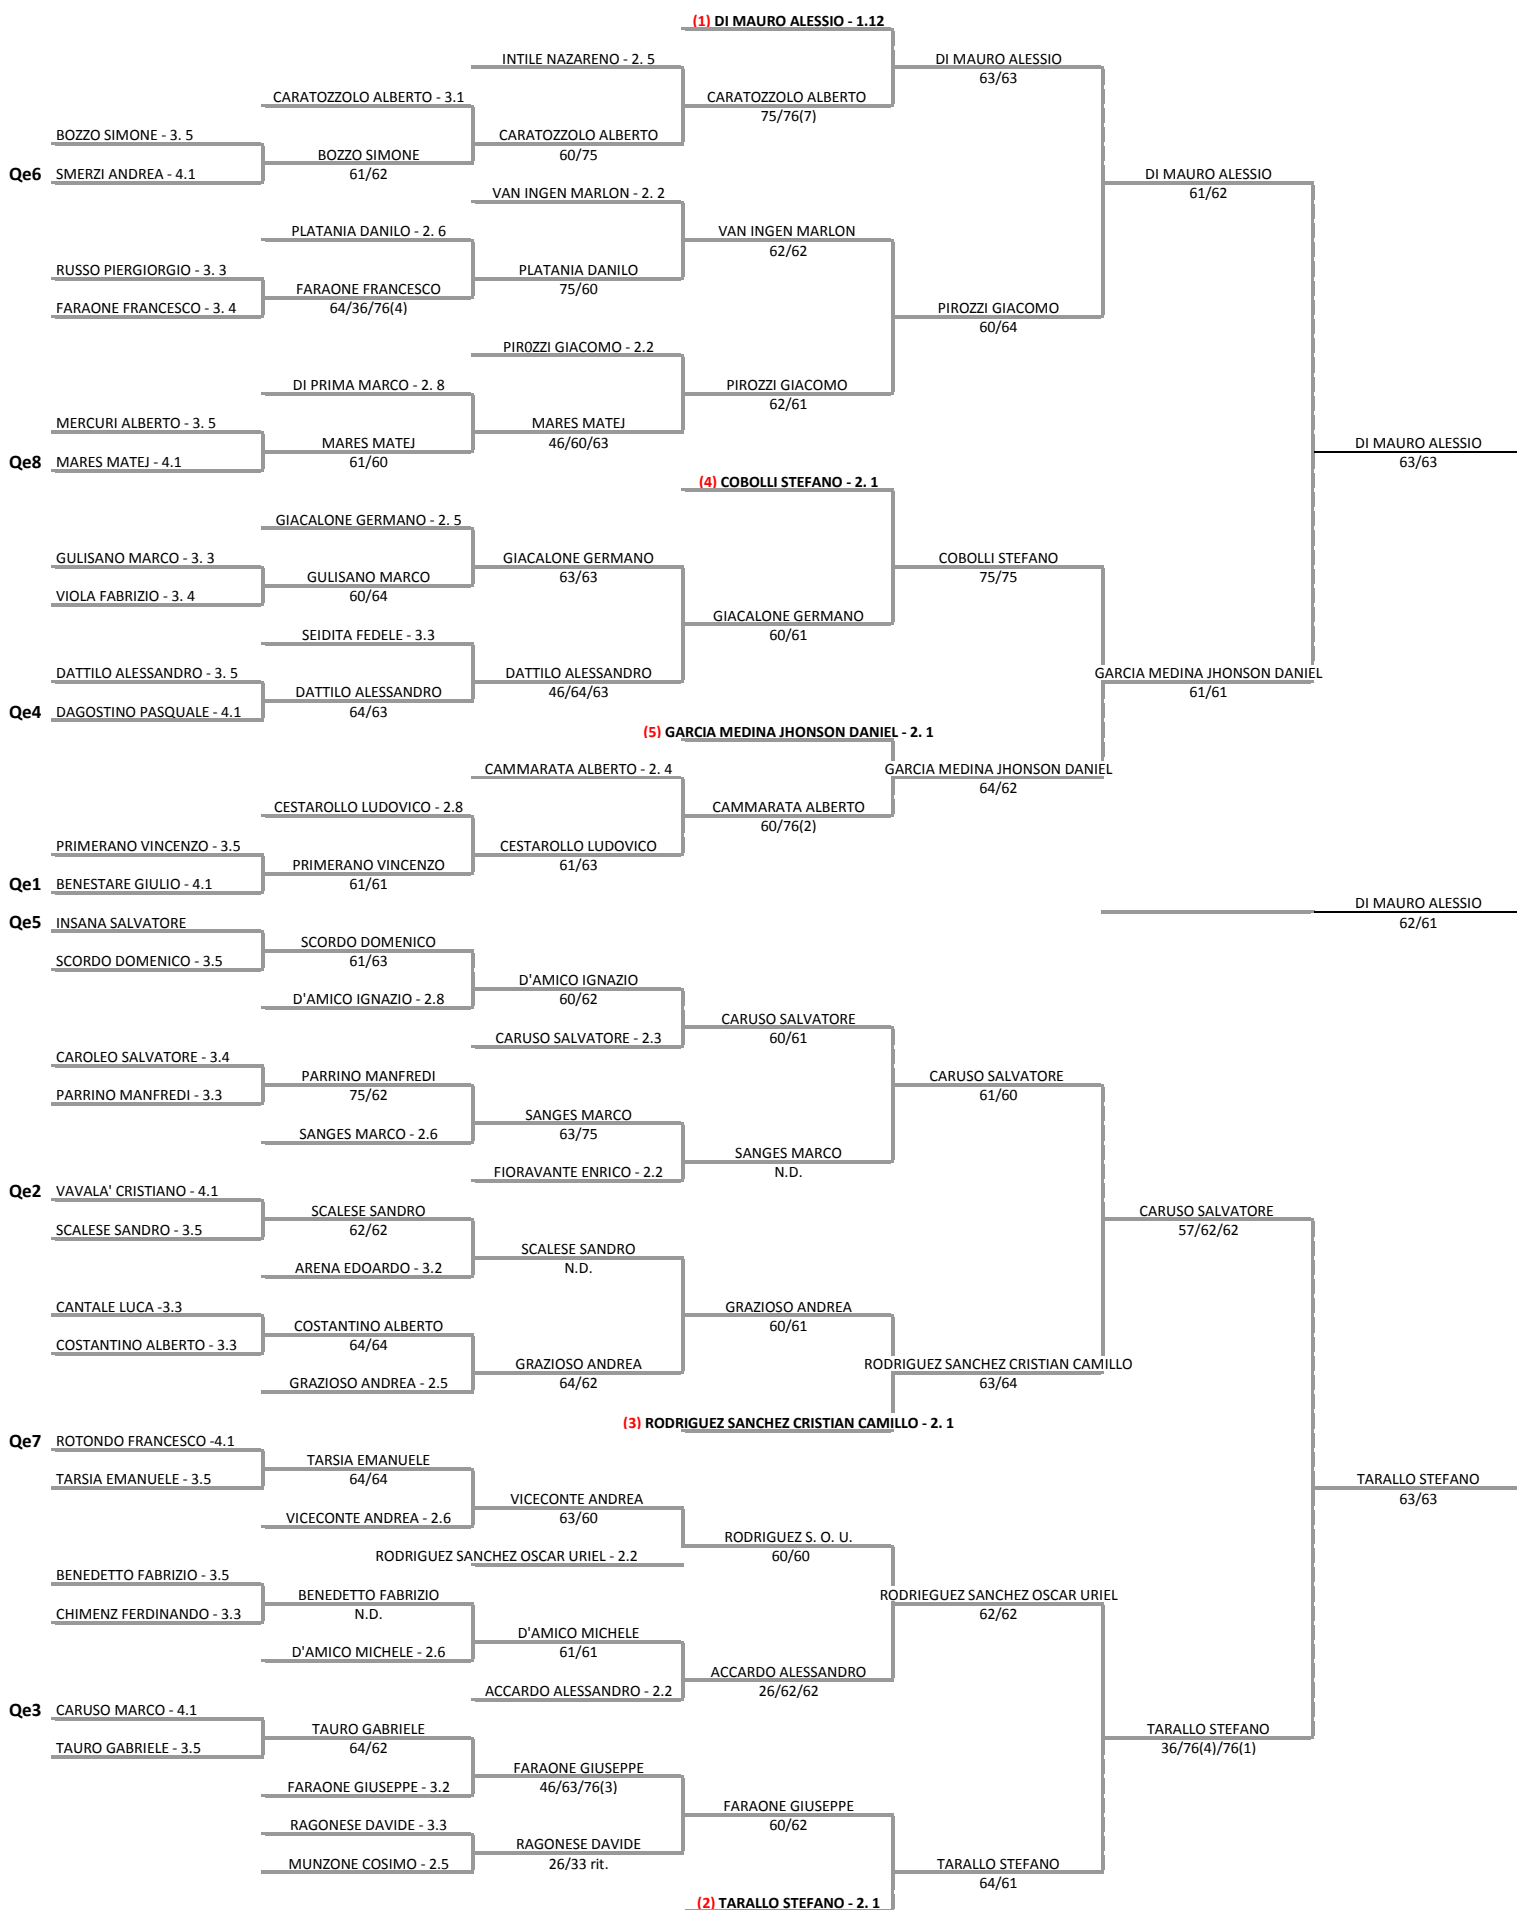 (1) DI MAURO ALESSIO - 1.12
INTILE NAZARENO - 2. 5
DI MAURO ALESSIO
63/63
CARATOZZOLO ALBERTO - 3.1
CARATOZZOLO ALBERTO
75/76(7)
BOZZO SIMONE - 3. 5
CARATOZZOLO ALBERTO
60/75
BOZZO SIMONE
61/62
Qe6 SMERZI ANDREA - 4.1
DI MAURO ALESSIO
61/62
VAN INGEN MARLON - 2. 2
PLATANIA DANILO - 2. 6
VAN INGEN MARLON
62/62
RUSSO PIERGIORGIO - 3. 3
PLATANIA DANILO
75/60
FARAONE FRANCESCO
64/36/76(4)
FARAONE FRANCESCO - 3. 4
PIROZZI GIACOMO
60/64
PIR0ZZI GIACOMO - 2.2
DI PRIMA MARCO - 2. 8
PIROZZI GIACOMO
62/61
MERCURI ALBERTO - 3. 5
MARES MATEJ
46/60/63
MARES MATEJ
61/60
DI MAURO ALESSIO
63/63
Qe8 MARES MATEJ - 4.1
(4) COBOLLI STEFANO - 2. 1
GIACALONE GERMANO - 2. 5
GULISANO MARCO - 3. 3
GIACALONE GERMANO
63/63
COBOLLI STEFANO
75/75
GULISANO MARCO
60/64
VIOLA FABRIZIO - 3. 4
GIACALONE GERMANO
60/61
SEIDITA FEDELE - 3.3
DATTILO ALESSANDRO - 3. 5
DATTILO ALESSANDRO
46/64/63
GARCIA MEDINA JHONSON DANIEL
61/61
DATTILO ALESSANDRO
64/63
Qe4 DAGOSTINO PASQUALE - 4.1
(5) GARCIA MEDINA JHONSON DANIEL - 2. 1
CAMMARATA ALBERTO - 2. 4
GARCIA MEDINA JHONSON DANIEL
64/62
CESTAROLLO LUDOVICO - 2.8
CAMMARATA ALBERTO
60/76(2)
PRIMERANO VINCENZO - 3.5
CESTAROLLO LUDOVICO
61/63
PRIMERANO VINCENZO
61/61
Qe1 BENESTARE GIULIO - 4.1
DI MAURO ALESSIO
62/61
Qe5 INSANA SALVATORE
SCORDO DOMENICO
61/63
SCORDO DOMENICO - 3.5
D'AMICO IGNAZIO
60/62
D'AMICO IGNAZIO - 2.8
CARUSO SALVATORE
60/61
CARUSO SALVATORE - 2.3
CAROLEO SALVATORE - 3.4
PARRINO MANFREDI
75/62
CARUSO SALVATORE
61/60
PARRINO MANFREDI - 3.3
SANGES MARCO
63/75
SANGES MARCO - 2.6
SANGES MARCO
N.D.
FIORAVANTE ENRICO - 2.2
Qe2 VAVALA' CRISTIANO - 4.1
SCALESE SANDRO
62/62
CARUSO SALVATORE
57/62/62
SCALESE SANDRO - 3.5
SCALESE SANDRO
N.D.
ARENA EDOARDO - 3.2
CANTALE LUCA -3.3
GRAZIOSO ANDREA
60/61
COSTANTINO ALBERTO
64/64
COSTANTINO ALBERTO - 3.3
GRAZIOSO ANDREA
64/62
RODRIGUEZ SANCHEZ CRISTIAN CAMILLO
63/64
GRAZIOSO ANDREA - 2.5
(3) RODRIGUEZ SANCHEZ CRISTIAN CAMILLO - 2. 1
Qe7 ROTONDO FRANCESCO -4.1
TARSIA EMANUELE
64/64
TARSIA EMANUELE - 3.5
TARALLO STEFANO
63/63
VICECONTE ANDREA
63/60
VICECONTE ANDREA - 2.6
RODRIGUEZ S. O. U.
60/60
RODRIGUEZ SANCHEZ OSCAR URIEL - 2.2
BENEDETTO FABRIZIO - 3.5
BENEDETTO FABRIZIO
N.D.
RODRIEGUEZ SANCHEZ OSCAR URIEL
62/62
CHIMENZ FERDINANDO - 3.3
D'AMICO MICHELE
61/61
D'AMICO MICHELE - 2.6
ACCARDO ALESSANDRO
26/62/62
ACCARDO ALESSANDRO - 2.2
Qe3 CARUSO MARCO - 4.1
TAURO GABRIELE
64/62
TARALLO STEFANO
36/76(4)/76(1)
TAURO GABRIELE - 3.5
FARAONE GIUSEPPE
46/63/76(3)
FARAONE GIUSEPPE - 3.2
FARAONE GIUSEPPE
60/62
RAGONESE DAVIDE - 3.3
RAGONESE DAVIDE
26/33 rit.
MUNZONE COSIMO - 2.5
TARALLO STEFANO
64/61
(2) TARALLO STEFANO - 2. 1